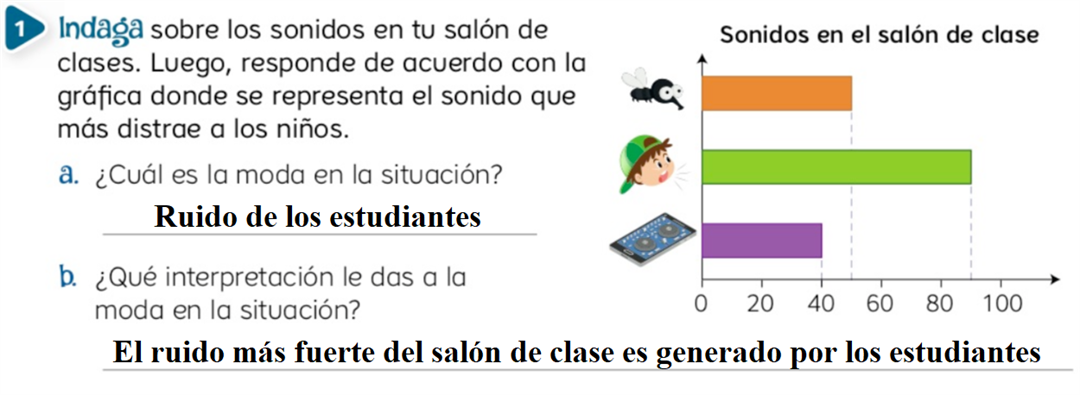 1 Indaga sobre los sonidos en tu salón de
clases. Luego, responde de acuerdo con la
gráfica donde se representa el sonido que
más distrae a los niños.
a. ¿Cuál es la moda en la situación?
Ruido de los estudiantes
b. ¿Qué interpretación le das a la
moda en la situación?
El ruido más fuerte del salón de clase es generado por los estudiantes
Sonidos en el salón de clase
0 20 40 60 80 100